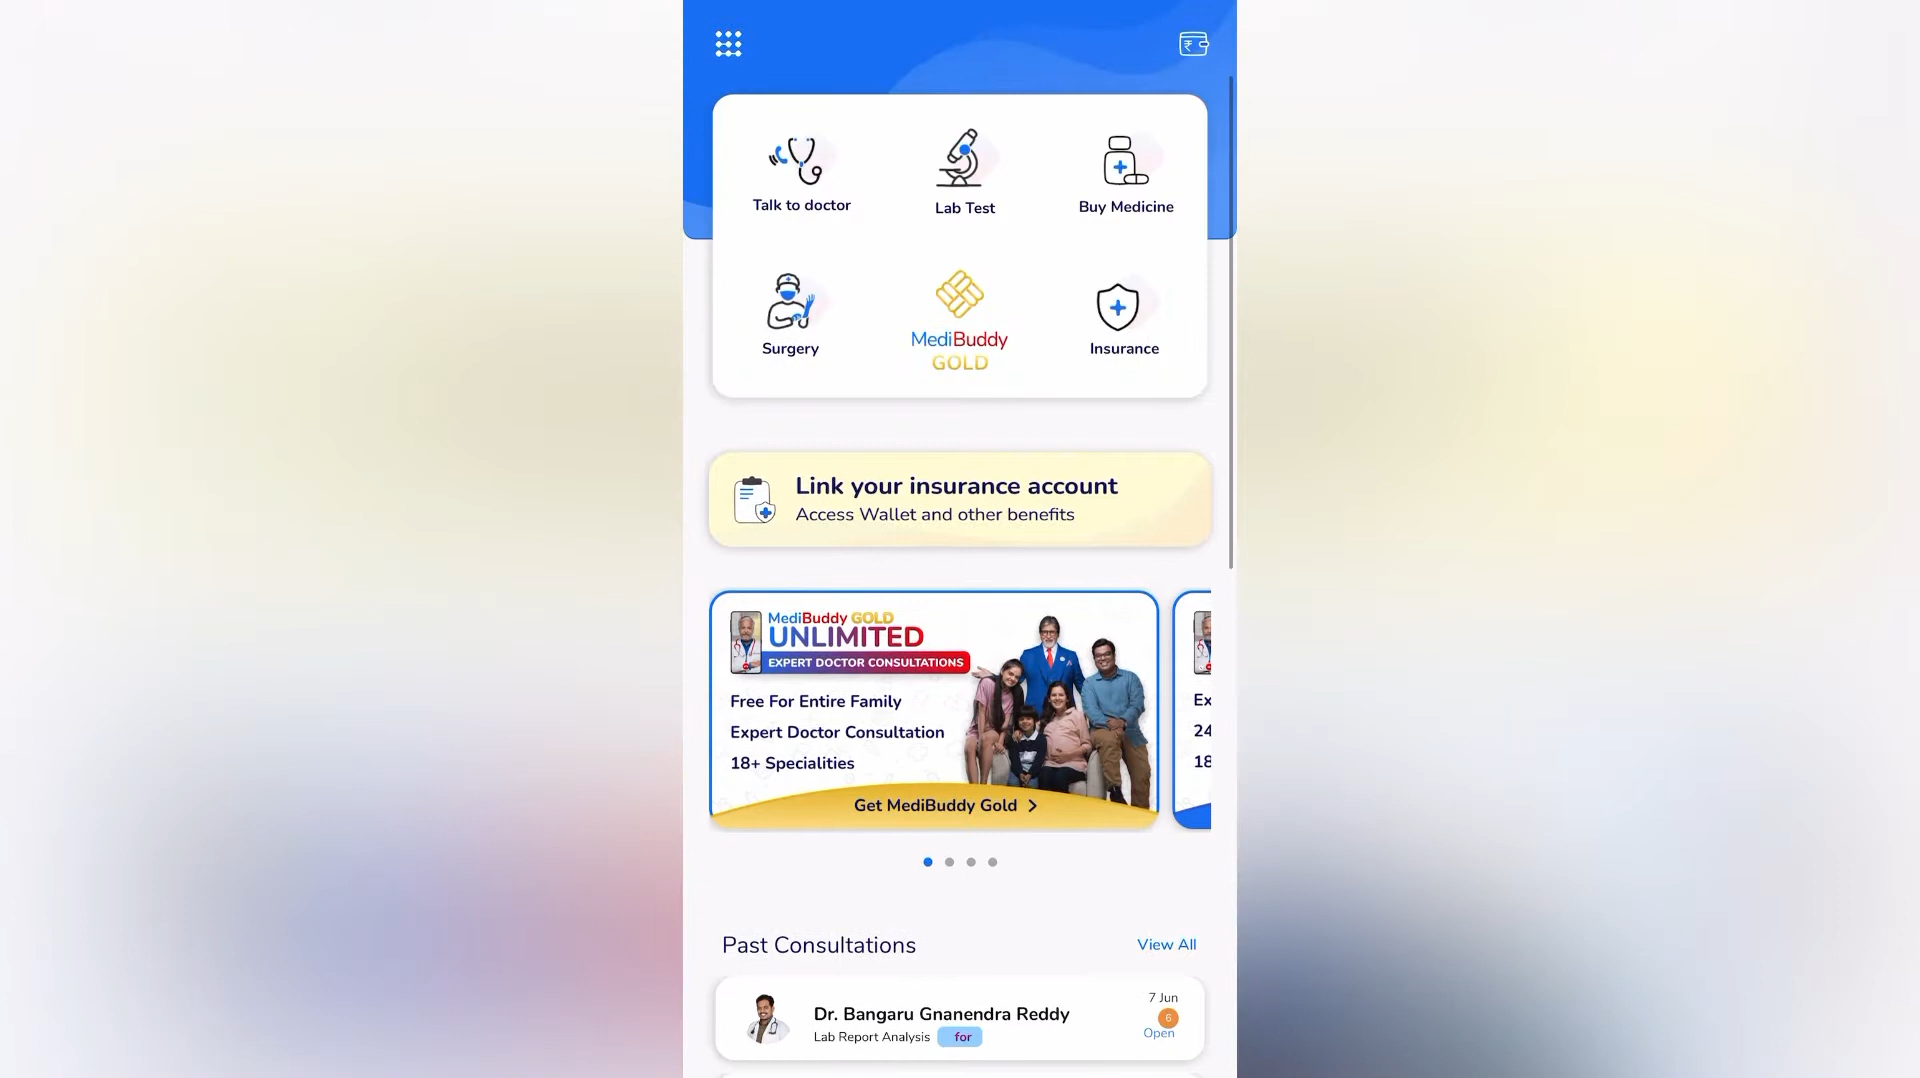 Talk to doctor
Lab Test
Buy Medicine
Surgery
MediBuddy
GOLD
Insurance
Link your insurance account
Access Wallet and other benefits
MediBuddy GOLD
UNLIMITED
EXPERT DOCTOR CONSULTATIONS
Free For Entire Family
Expert Doctor Consultation
18+ Specialities
Get MediBuddy Gold
Ex
24
18
Past Consultations
View All
Dr. Bangaru Gnanendra Reddy
Lab Report Analysis for
7 Jun
6
Open